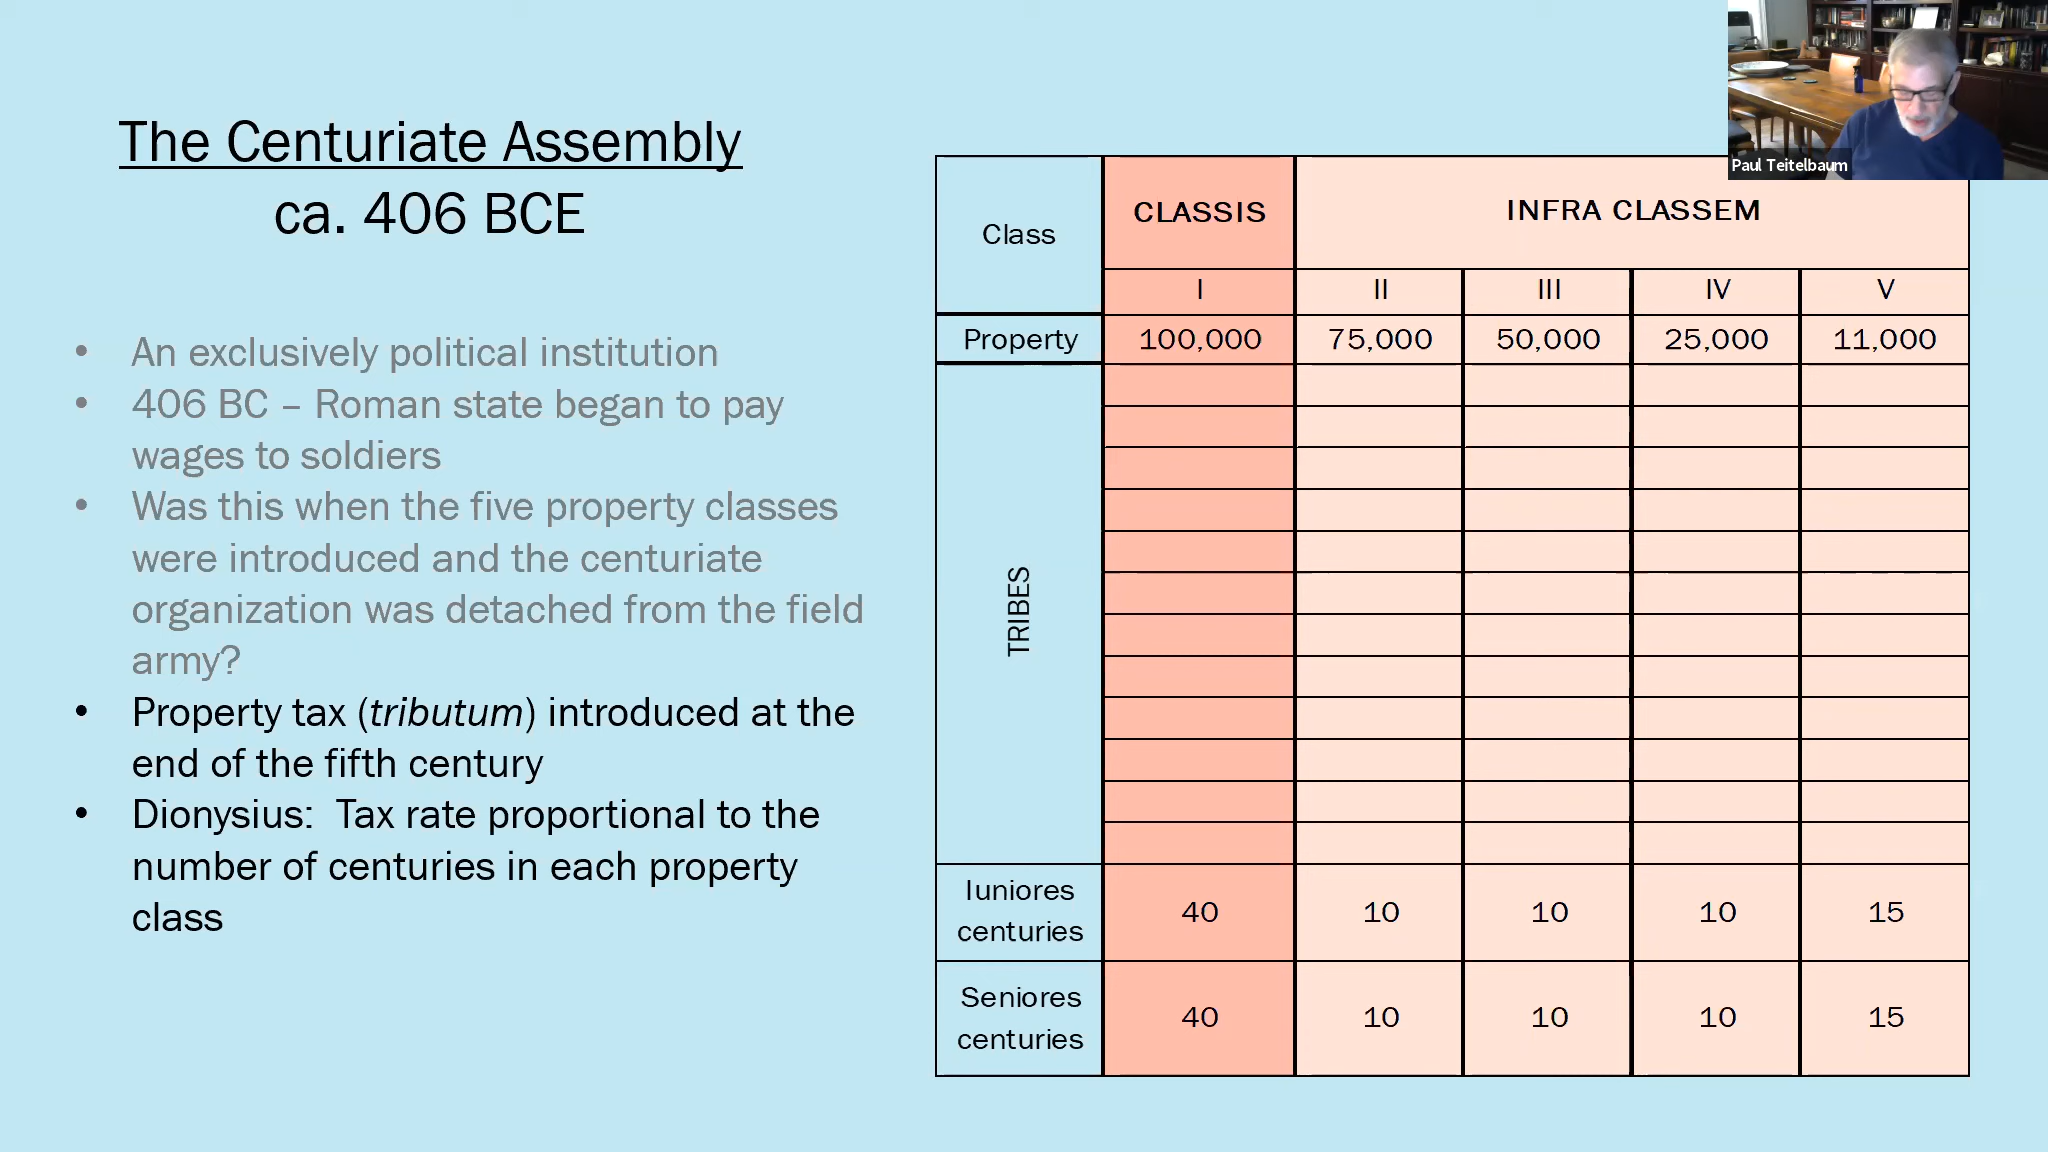 The Centuriate Assembly
ca. 406 BCE
• An exclusively political institution
• 406 BC – Roman state began to pay
wages to soldiers
• Was this when the five property classes
were introduced and the centuriate
organization was detached from the field
army?
• Property tax (tributum) introduced at the
end of the fifth century
• Dionysius: Tax rate proportional to the
number of centuries in each property
class
Paul Teitelbaum
Class CLASSIS INFRA CLASSEM
I II III IV V
Property 100,000 75,000 50,000 25,000 11,000
TRIBES
Iuniores
centuries 40 10 10 10 15
Seniores
centuries 40 10 10 10 15